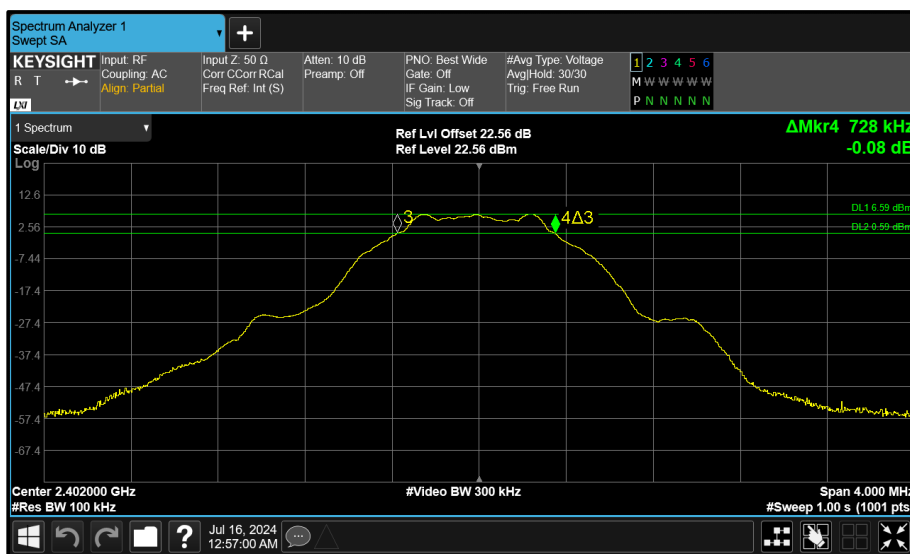 Spectrum Analyzer 1
Swept SA
+
KEYSIGHT
R T
LXI
Input: RF
Coupling: AC
Align: Partial
Input Z: 50 Ω
Corr CCorr RCal
Freq Ref: Int (S)
Atten: 10 dB
Preamp: Off
PNO: Best Wide
Gate: Off
IF Gain: Low
Sig Track: Off
#Avg Type: Voltage
Avg|Hold: 30/30
Trig: Free Run
1 2 3 4 5 6
M W W W W W
P N N N N N
1 Spectrum
Scale/Div 10 dB
Log
Ref Lvl Offset 22.56 dB
Ref Level 22.56 dBm
ΔMkr4 728 kHz
-0.08 dB
12.6
2.56
-7.44
-17.4
-27.4
-37.4
-47.4
-57.4
-67.4
3
4Δ3
DL1 6.59 dBm
DL2 0.59 dBm
Center 2.402000 GHz
#Res BW 100 kHz
#Video BW 300 kHz
Span 4.000 MHz
#Sweep 1.00 s (1001 pts
?
Jul 16, 2024
12:57:00 AM